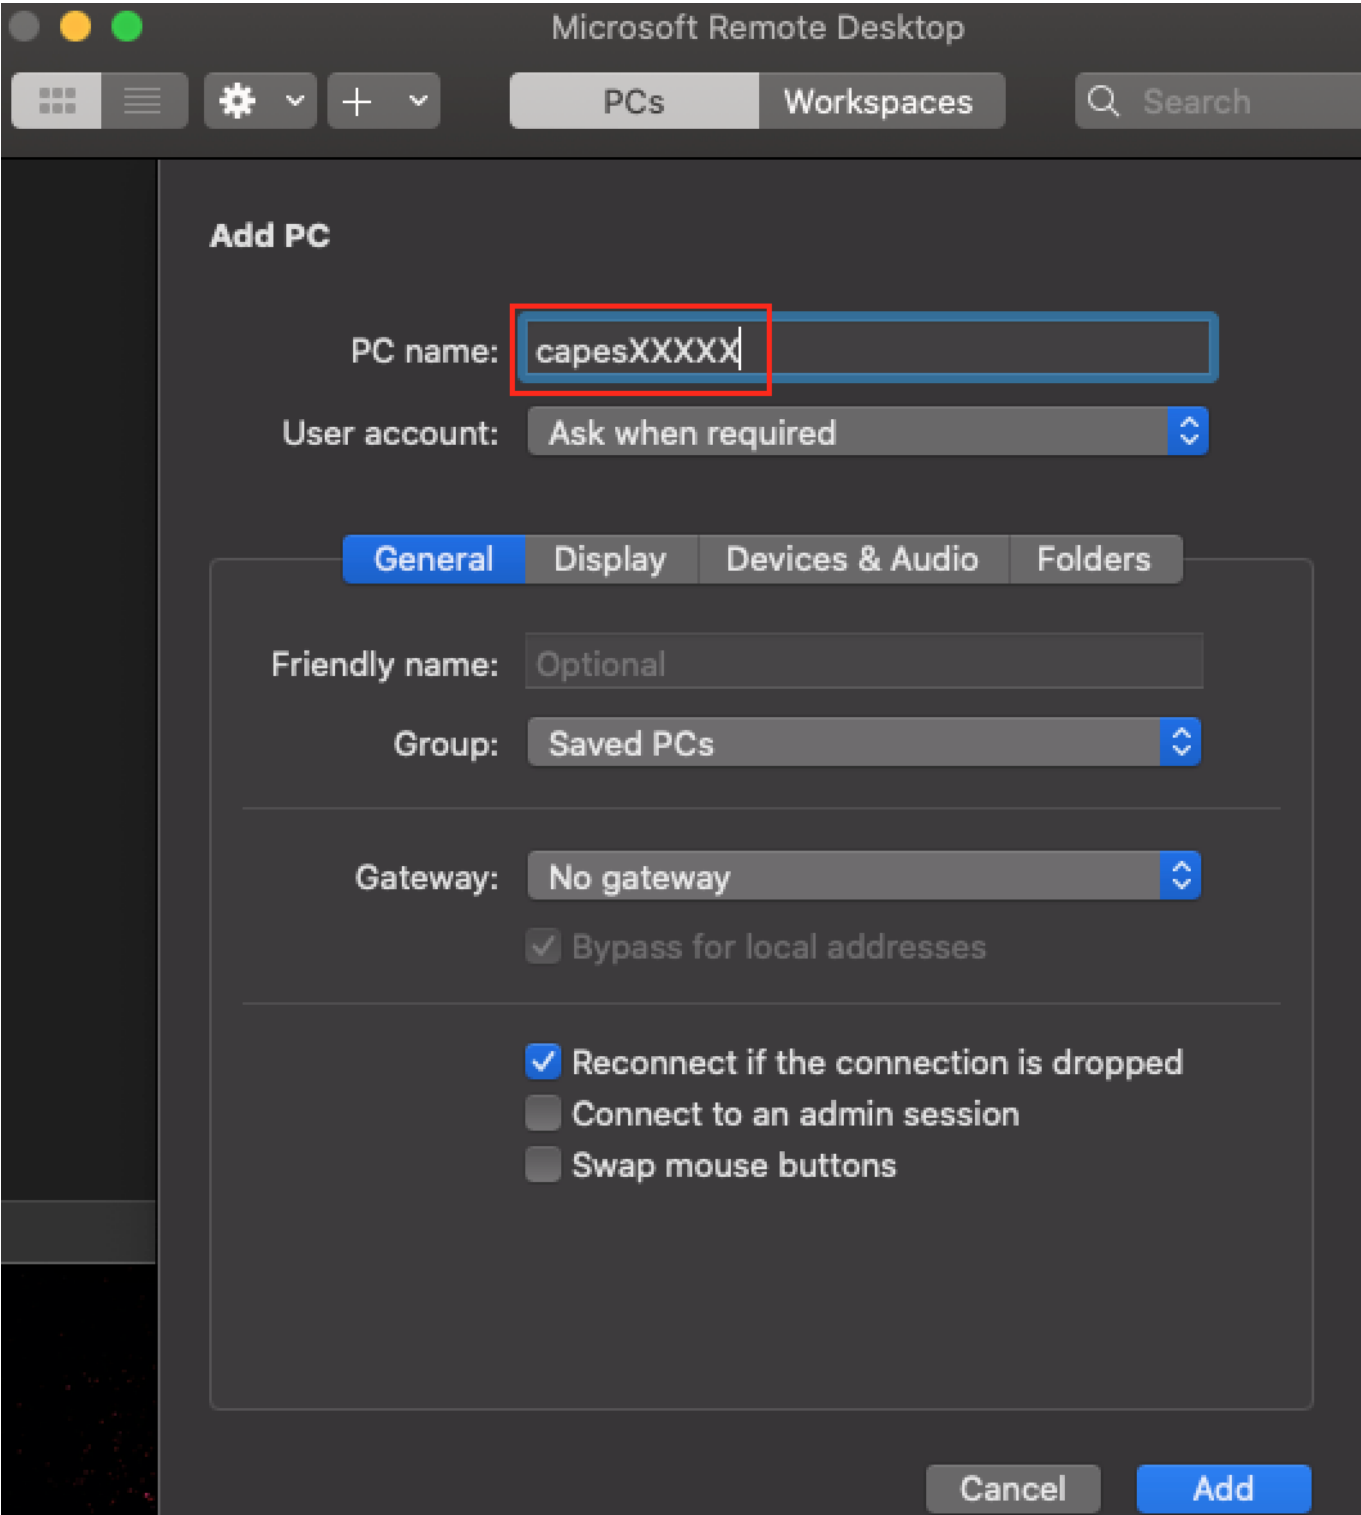 Microsoft Remote Desktop
PCs Workspaces Search
Add PC
PC name: capesXXXXX
User account: Ask when required
General Display Devices & Audio Folders
Friendly name: Optional
Group: Saved PCs
Gateway: No gateway
Bypass for local addresses
Reconnect if the connection is dropped
Connect to an admin session
Swap mouse buttons
Cancel Add